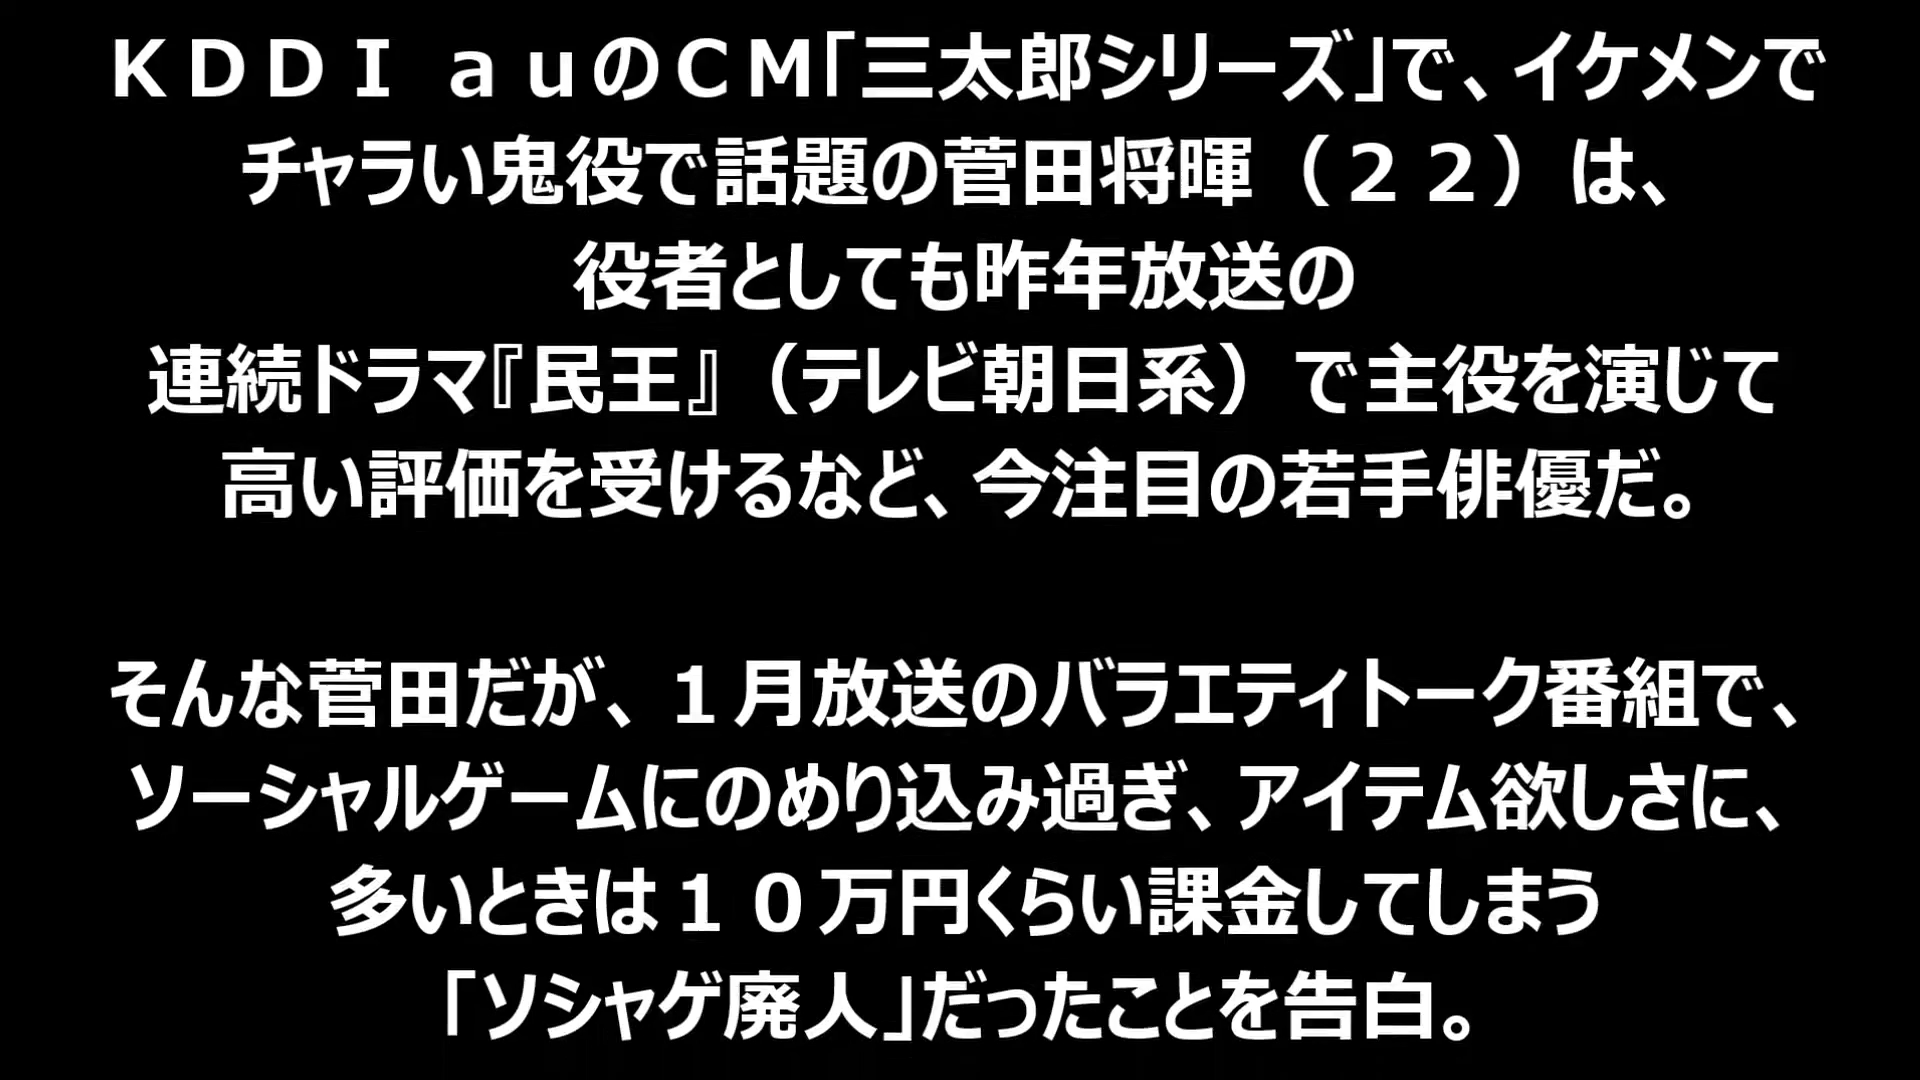 ＫＤＤＩ ａｕのＣＭ「三太郎シリーズ」で、イケメンで
チャラい鬼役で話題の菅田将暉（２２）は、
役者としても昨年放送の
連続ドラマ『民王』（テレビ朝日系）で主役を演じて
高い評価を受けるなど、今注目の若手俳優だ。
そんな菅田だが、１月放送のバラエティトーク番組で、
ソーシャルゲームにのめり込み過ぎ、アイテム欲しさに、
多いときは１０万円くらい課金してしまう
「ソシャゲ廃人」だったことを告白。